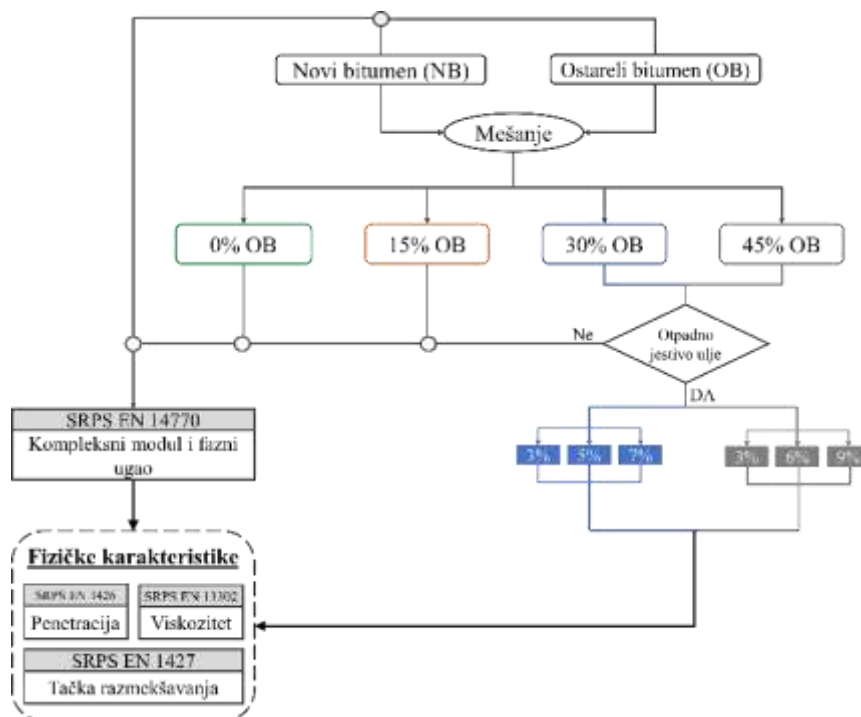 Novi bitumen (NB)
Ostareli bitumen (OB)
Mešanje
0% OB
15% OB
30% OB
45% OB
Ne
Otpadno
jestivo ulje
DA
SRPS EN 14770
Kompleksni modul i fazni
ugao
3%
5%
7%
3%
6%
9%
Fizičke karakteristike
SRPS EN 1426
SRPS EN 13302
Penetracija
Viskozitet
SRPS EN 1427
Tačka razmekšavanja